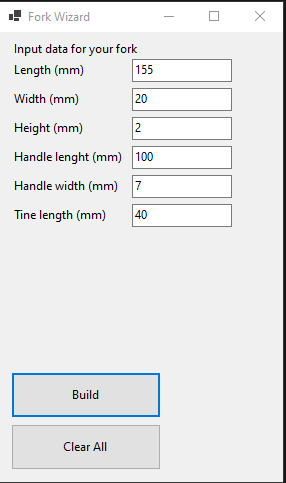 Fork Wizard
Input data for your fork
Length (mm) 155
Width (mm) 20
Height (mm) 2
Handle lenght (mm) 100
Handle width (mm) 7
Tine length (mm) 40
Build
Clear All